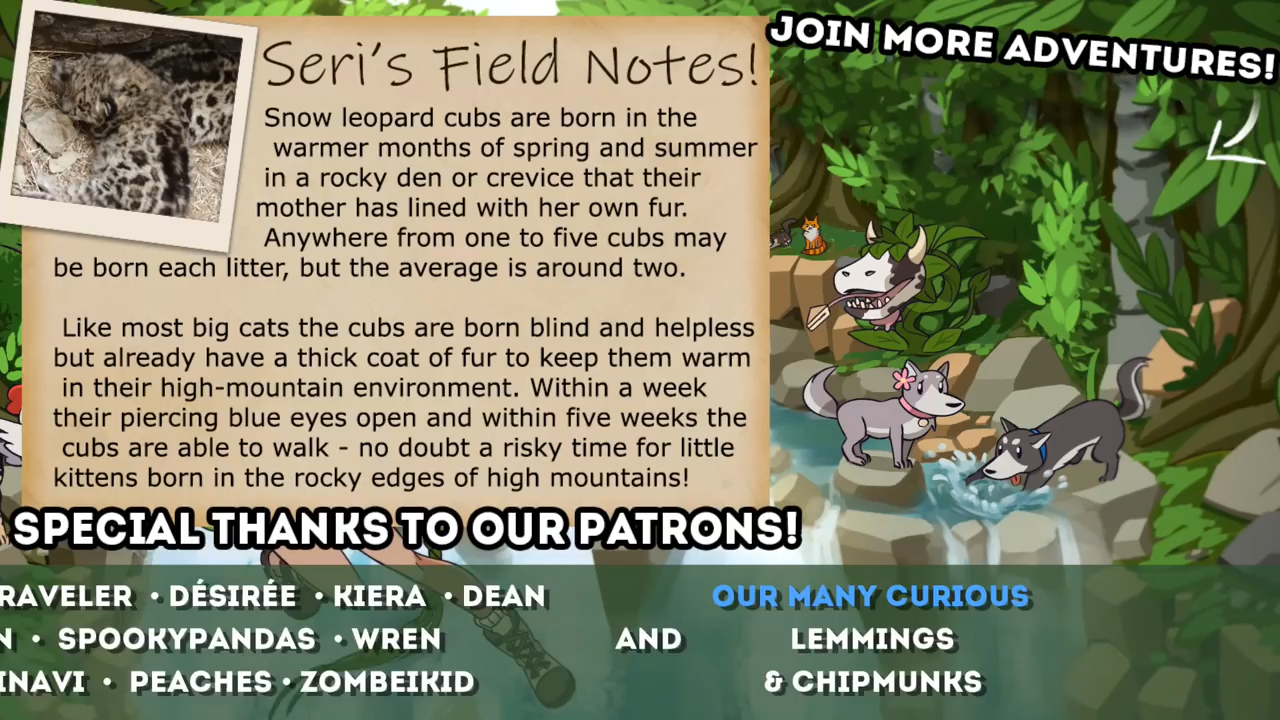 Seri's Field Notes!
JOIN MORE ADVENTURES!
Snow leopard cubs are born in the
warmer months of spring and summer
in a rocky den or crevice that their
mother has lined with her own fur.
Anywhere from one to five cubs may
be born each litter, but the average is around two.
Like most big cats the cubs are born blind and helpless
but already have a thick coat of fur to keep them warm
in their high-mountain environment. Within a week
their piercing blue eyes open and within five weeks the
cubs are able to walk - no doubt a risky time for little
kittens born in the rocky edges of high mountains!
SPECIAL THANKS TO OUR PATRONS!
RAVELER • DÉSIRÉE • KIERA • DEAN OUR MANY CURIOUS
N • SPOOKYPANDAS • WREN AND LEMMINGS
INAVI • PEACHES • ZOMBEIKID & CHIPMUNKS